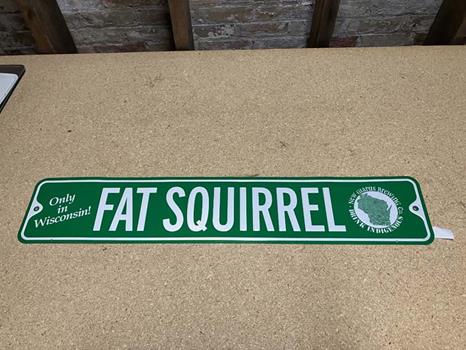 Only
in
Wisconsin!
FAT SQUIRREL
NEW GLARUS BREWING CO.
DRINK INDIGENOUS